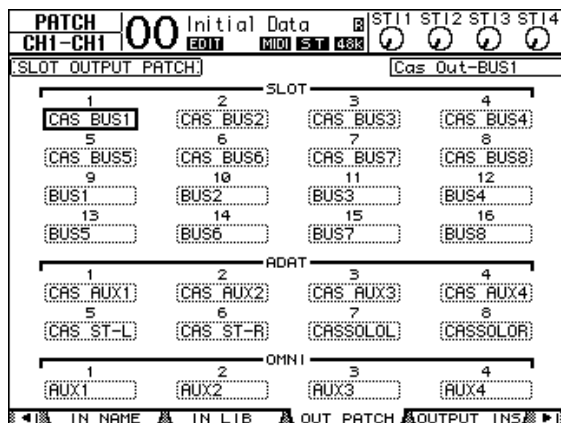 PATCH 00 Initial Data R ST11 ST12 ST13 ST14
CH1-CH1 EDIT MIDI ST 48k
SLOT OUTPUT PATCH Cas Out-BUS1
SLOT
1 2 3 4
CAS BUS1 CAS BUS2 CAS BUS3 CAS BUS4
5 6 7 8
CAS BUS5 CAS BUS6 CAS BUS7 CAS BUS8
9 10 11 12
BUS1 BUS2 BUS3 BUS4
13 14 15 16
BUS5 BUS6 BUS7 BUS8
ADAT
1 2 3 4
CAS AUX1 CAS AUX2 CAS AUX3 CAS AUX4
5 6 7 8
CAS ST-L CAS ST-R CASSOLOL CASSOLOR
OMNI
1 2 3 4
AUX1 AUX2 AUX3 AUX4
IN NAME IN LIB OUT PATCH OUTPUT INS